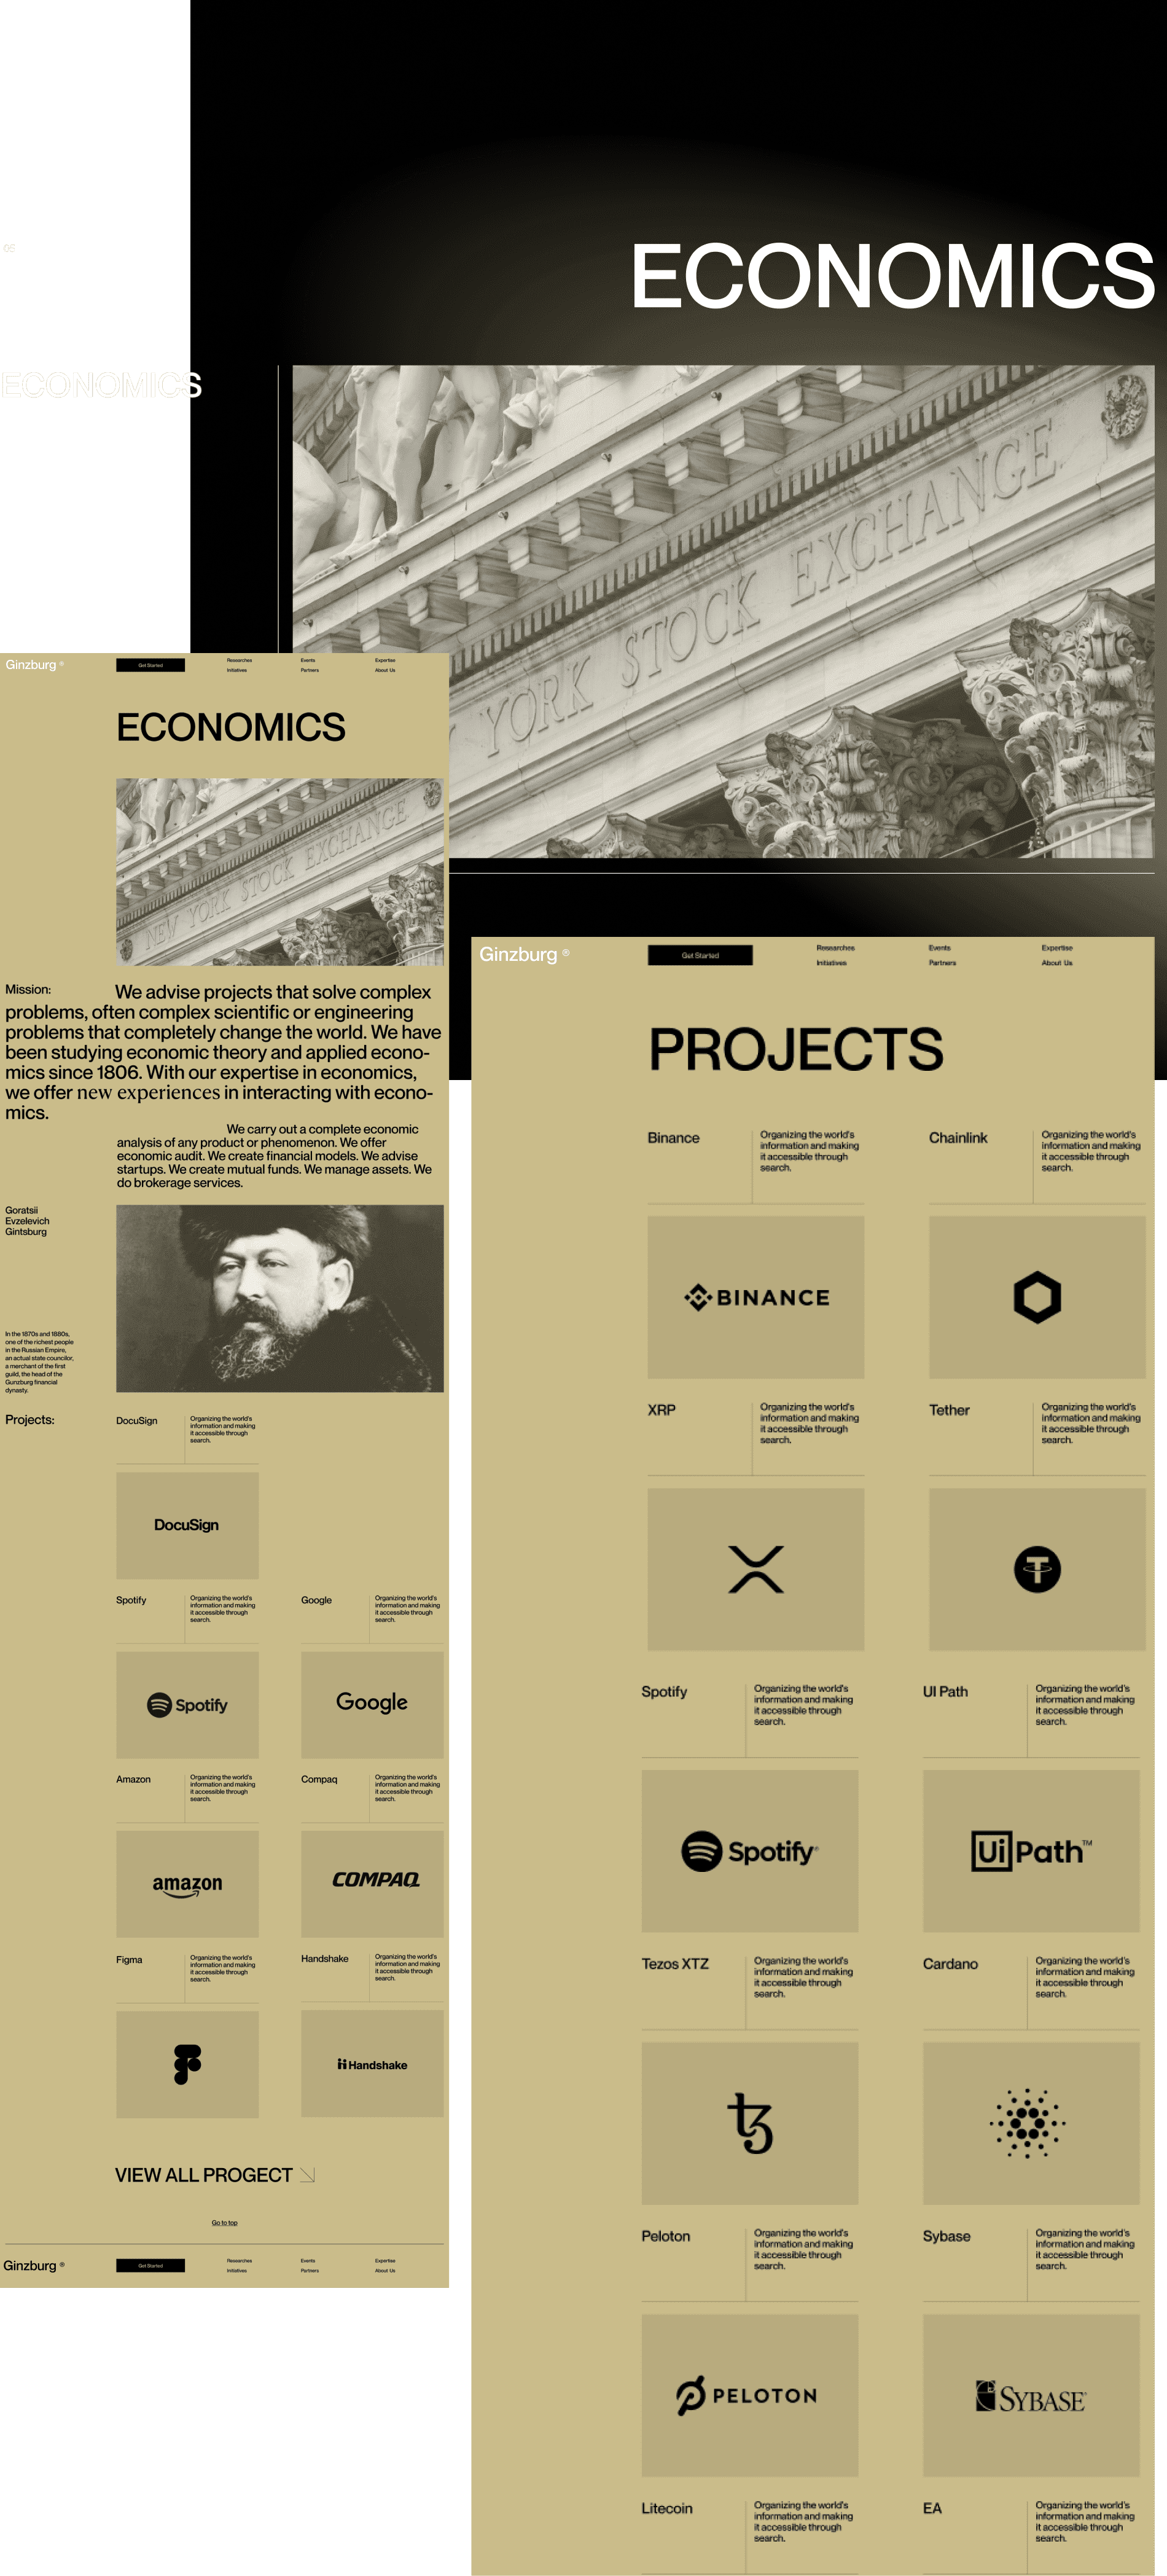 ECONOMICS
05
ECONOMICS
NEW YORK STOCK EXCHANGE
Ginzburg ®
Get Started
Researches
Initiatives
Events
Partners
Expertise
About Us
ECONOMICS
NEW YORK STOCK EXCHANGE
Mission:
We advise projects that solve complex
problems, often complex scientific or engineering
problems that completely change the world. We have
been studying economic theory and applied econo-
mics since 1806. With our expertise in economics,
we offer new experiences in interacting with econo-
mics.
We carry out a complete economic
analysis of any product or phenomenon. We offer
economic audit. We create financial models. We advise
startups. We create mutual funds. We manage assets. We
do brokerage services.
Goratsii
Evzelevich
Gintsburg
In the 1870s and 1880s,
one of the richest people
in the Russian Empire,
an actual state councilor,
a merchant of the first
guild, the head of the
Gunzburg financial
dynasty.
Projects:
DocuSign
Organizing the world's
information and making
it accessible through
search.
DocuSign
Spotify
Organizing the world's
information and making
it accessible through
search.
Google
Organizing the world's
information and making
it accessible through
search.
Spotify
Google
Amazon
Organizing the world's
information and making
it accessible through
search.
Compaq
Organizing the world's
information and making
it accessible through
search.
amazon
COMPAQ
Figma
Organizing the world's
information and making
it accessible through
search.
Handshake
Organizing the world's
information and making
it accessible through
search.
Handshake
VIEW ALL PROGECT
Go to top
Ginzburg ®
Get Started
Researches
Initiatives
Events
Partners
Expertise
About Us
Ginzburg ®
Get Started
Researches
Initiatives
Events
Partners
Expertise
About Us
PROJECTS
Binance
Organizing the world's
information and making
it accessible through
search.
Chainlink
Organizing the world's
information and making
it accessible through
search.
BINANCE
XRP
Organizing the world's
information and making
it accessible through
search.
Tether
Organizing the world's
information and making
it accessible through
search.
Spotify
Organizing the world's
information and making
it accessible through
search.
UI Path
Organizing the world's
information and making
it accessible through
search.
Spotify®
UiPath™
Tezos XTZ
Organizing the world's
information and making
it accessible through
search.
Cardano
Organizing the world's
information and making
it accessible through
search.
Peloton
Organizing the world's
information and making
it accessible through
search.
Sybase
Organizing the world's
information and making
it accessible through
search.
PELOTON
SYBASE
Litecoin
Organizing the world's
information and making
it accessible through
search.
EA
Organizing the world's
information and making
it accessible through
search.